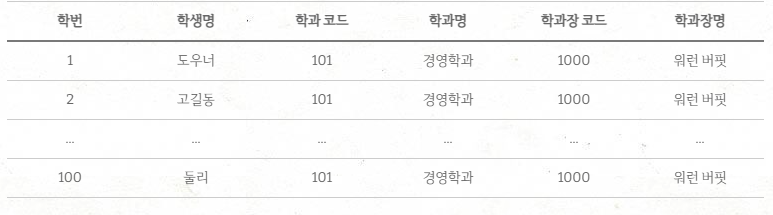 학번 학생명 학과 코드 학과명 학과장 코드 학과장명
1 도우너 101 경영학과 1000 워런 버핏
2 고길동 101 경영학과 1000 워런 버핏
... ... ... ... ... ...
100 둘리 101 경영학과 1000 워런 버핏